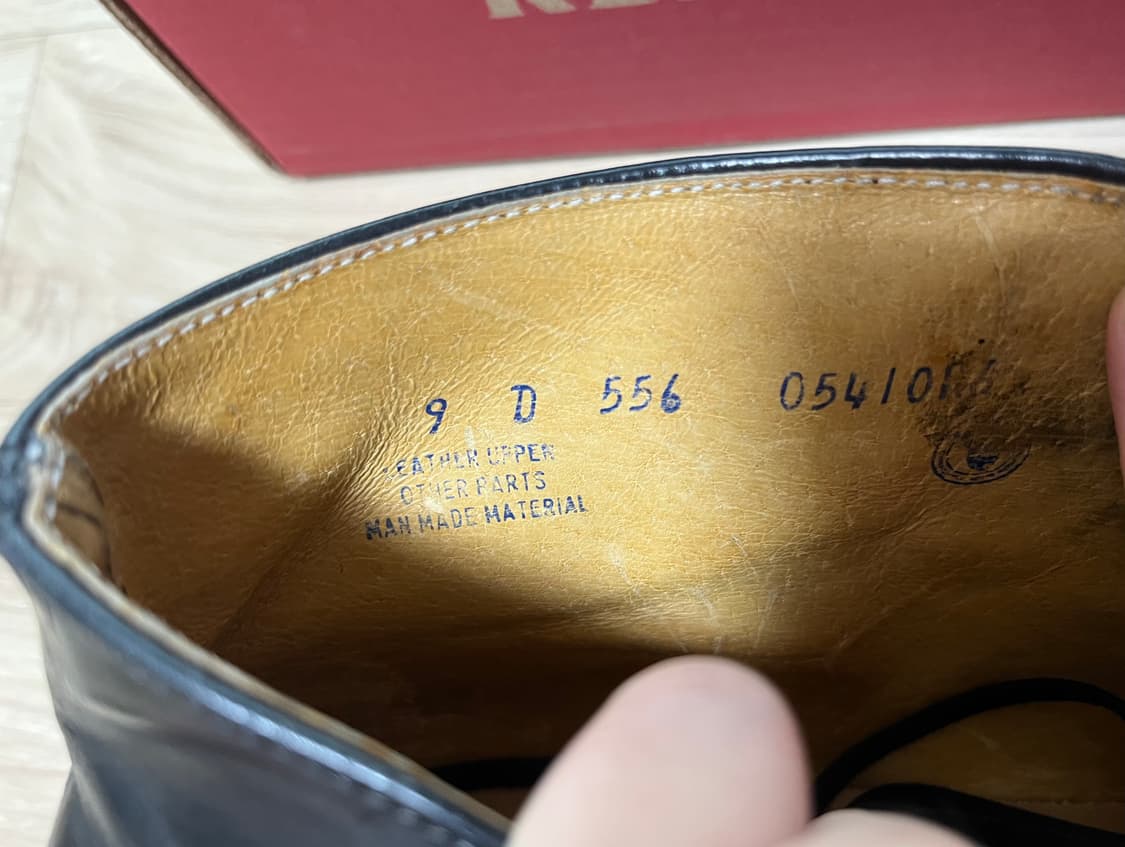 9 D 556 05410
LEATHER UPPER
OTHER PARTS
MAN MADE MATERIAL